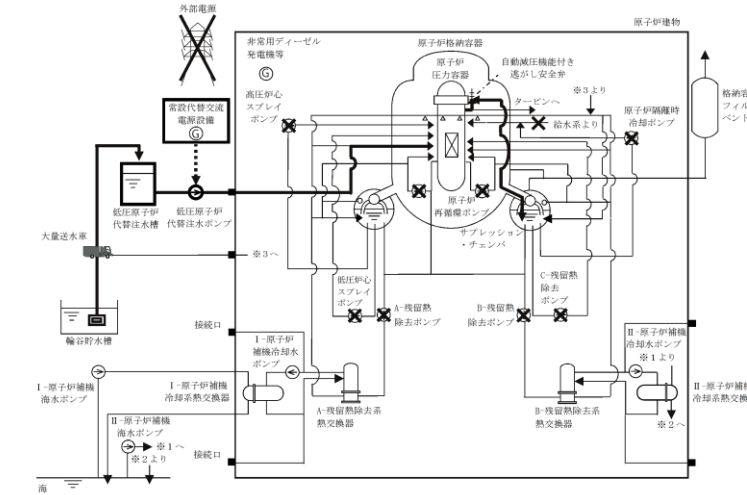 外部電源
原子炉建物
非常用ディーゼル
発電機等
G
原子炉格納容器
原子炉
圧力容器
自動減圧機能付き
逃がし安全弁
常設代替交流
電源設備
G
高圧炉心
スプレイ
ポンプ
タービンへ
※3より
給水系より
原子炉隔離時
冷却ポンプ
格納容
フィル
ベント
低圧原子炉
代替注水槽
低圧原子炉
代替注水ポンプ
原子炉
再循環ポンプ
サプレッション
・チェンバ
大量送水車
※3へ
輪谷貯水槽
低圧炉心
スプレイ
ポンプ
A-残留熱
除去ポンプ
B-残留熱
除去ポンプ
C-残留熱
除去
ポンプ
接続口
Ⅰ-原子炉補機
海水ポンプ
Ⅰ-原子炉補機
冷却系熱交換器
Ⅰ-原子炉
補機冷却水
ポンプ
A-残留熱除去系
熱交換器
B-残留熱除去系
熱交換器
Ⅱ-原子炉補機
冷却水ポンプ
※1より
Ⅱ-原子炉補機
冷却系熱交換
※2へ
Ⅱ-原子炉補機
海水ポンプ
※1へ
※2より
接続口
海